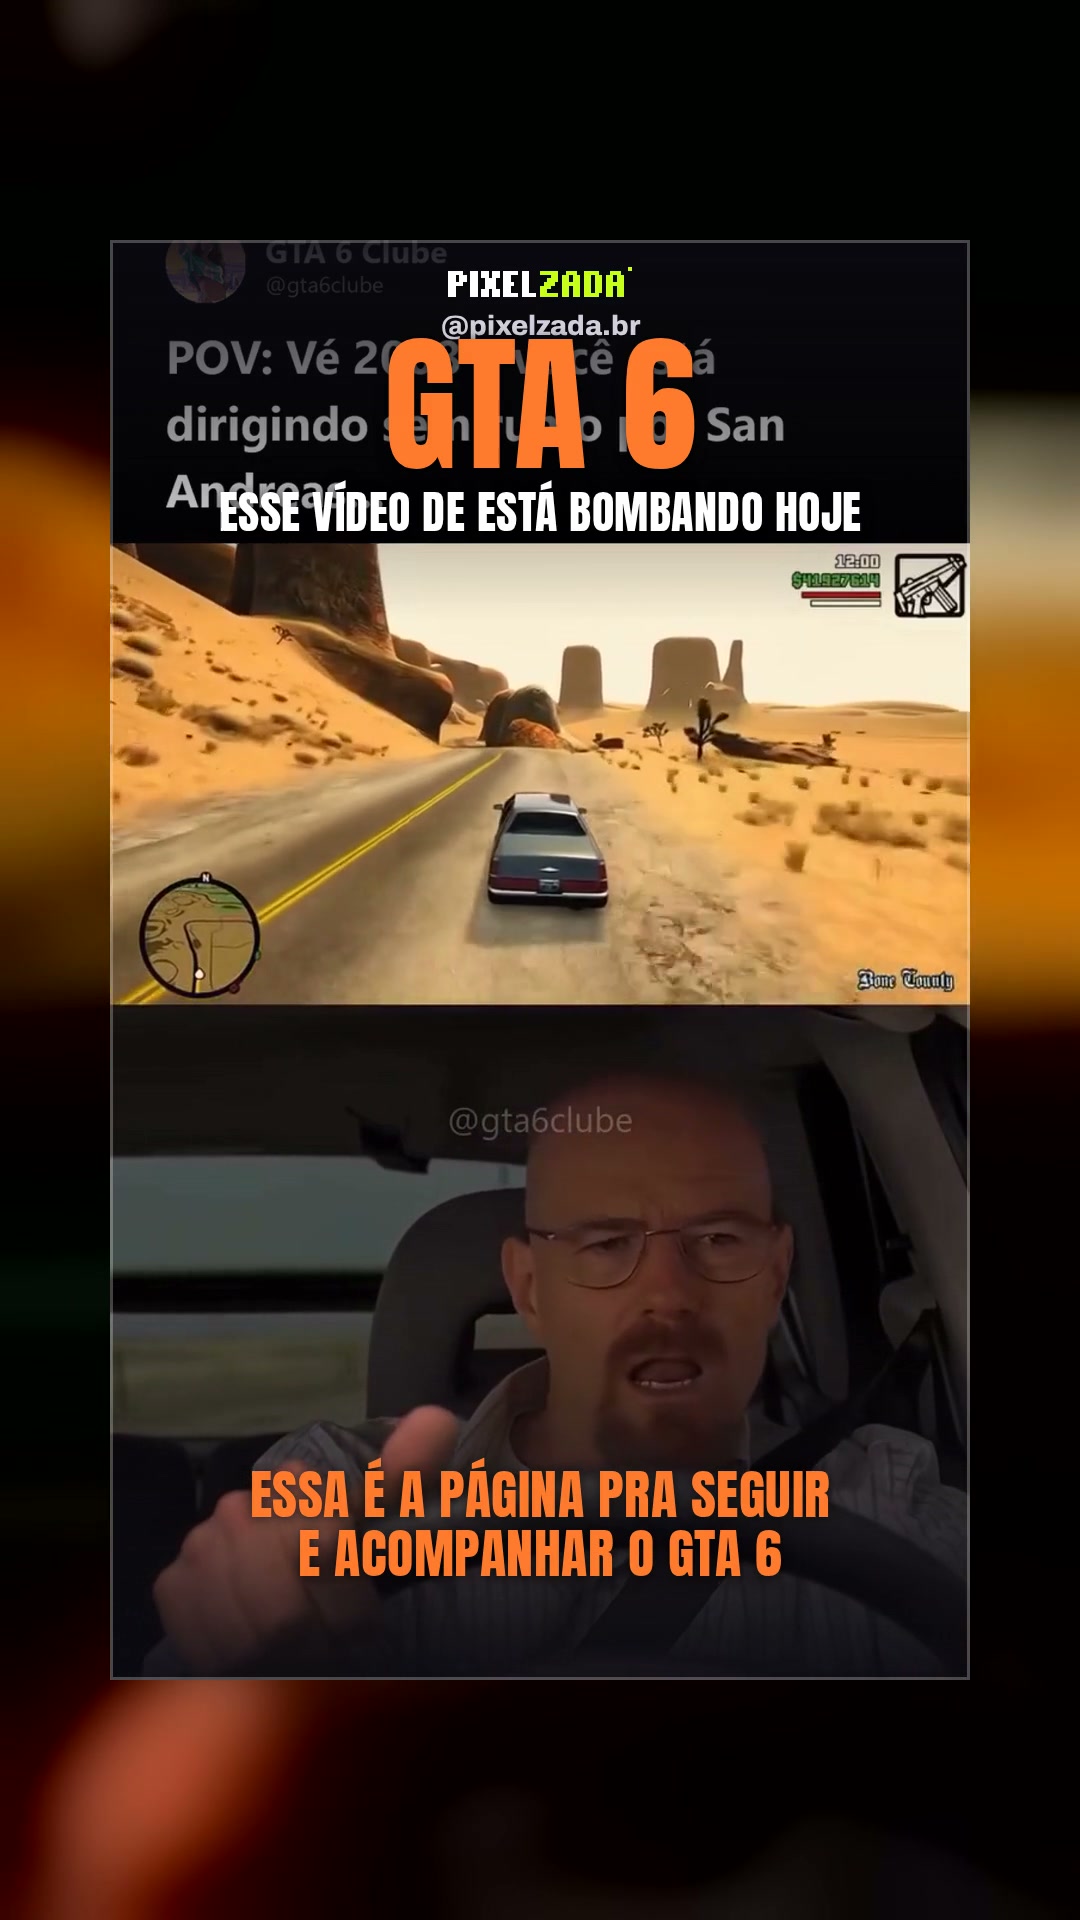 GTA 6 Clube
@gta6clube
PIXELZADA
@pixelzada.br
POV: Vé
dirigindo San
GTA 6
ESSE VÍDEO DE ESTÁ BOMBANDO HOJE
12:00
$41927614
N
Bone County
@gta6clube
ESSA É A PÁGINA PRA SEGUIR
E ACOMPANHAR O GTA 6